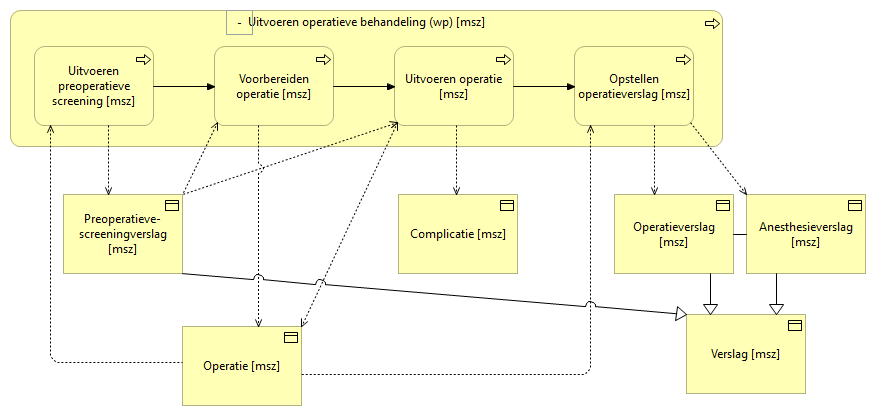 - Uitvoeren operatieve behandeling (wp) [msz]
Uitvoeren
preoperatieve
screening [msz]
Voorbereiden
operatie [msz]
Uitvoeren operatie
[msz]
Opstellen
operatieverslag [msz]
Preoperatieve-
screeningverslag
[msz]
Complicatie [msz]
Operatieverslag
[msz]
Anesthesieverslag
[msz]
Operatie [msz]
Verslag [msz]